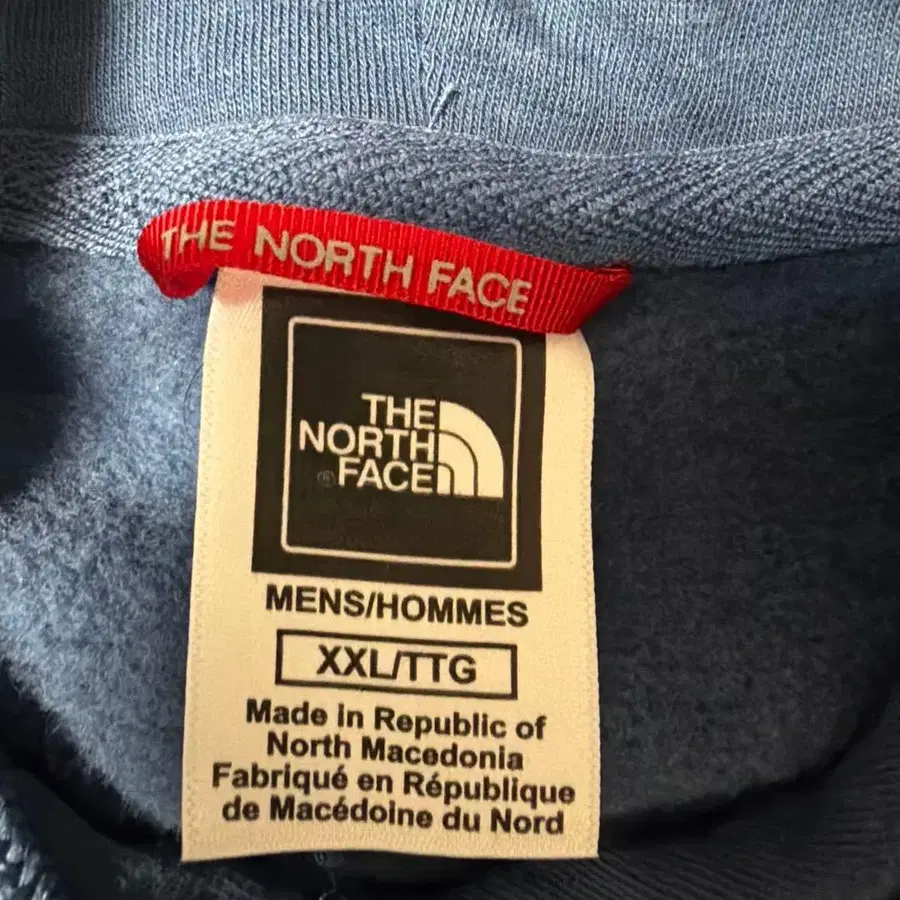 THE NORTH FACE
THE
NORTH
® FACE
MENS/HOMMES
XXL/TTG
Made in Republic of
North Macedonia
Fabriqué en République
de Macédoine du Nord